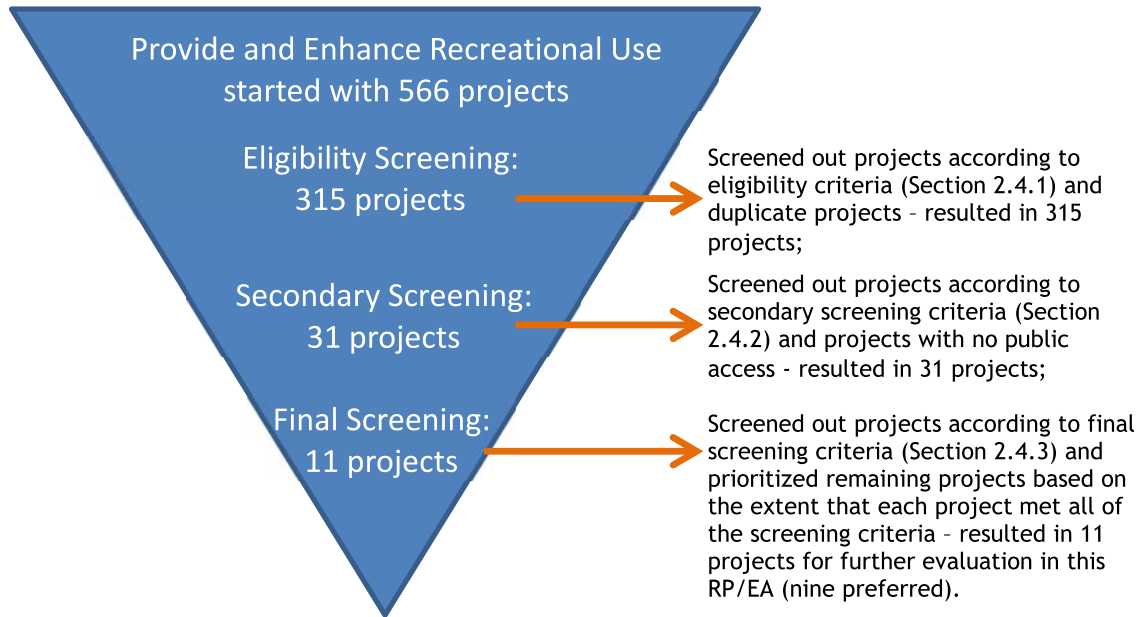 Provide and Enhance Recreational Use
started with 566 projects
Eligibility Screening:
315 projects
Screened out projects according to
eligibility criteria (Section 2.4.1) and
duplicate projects – resulted in 315
projects;
Secondary Screening:
31 projects
Screened out projects according to
secondary screening criteria (Section
2.4.2) and projects with no public
access - resulted in 31 projects;
Final Screening:
11 projects
Screened out projects according to final
screening criteria (Section 2.4.3) and
prioritized remaining projects based on
the extent that each project met all of
the screening criteria – resulted in 11
projects for further evaluation in this
RP/EA (nine preferred).